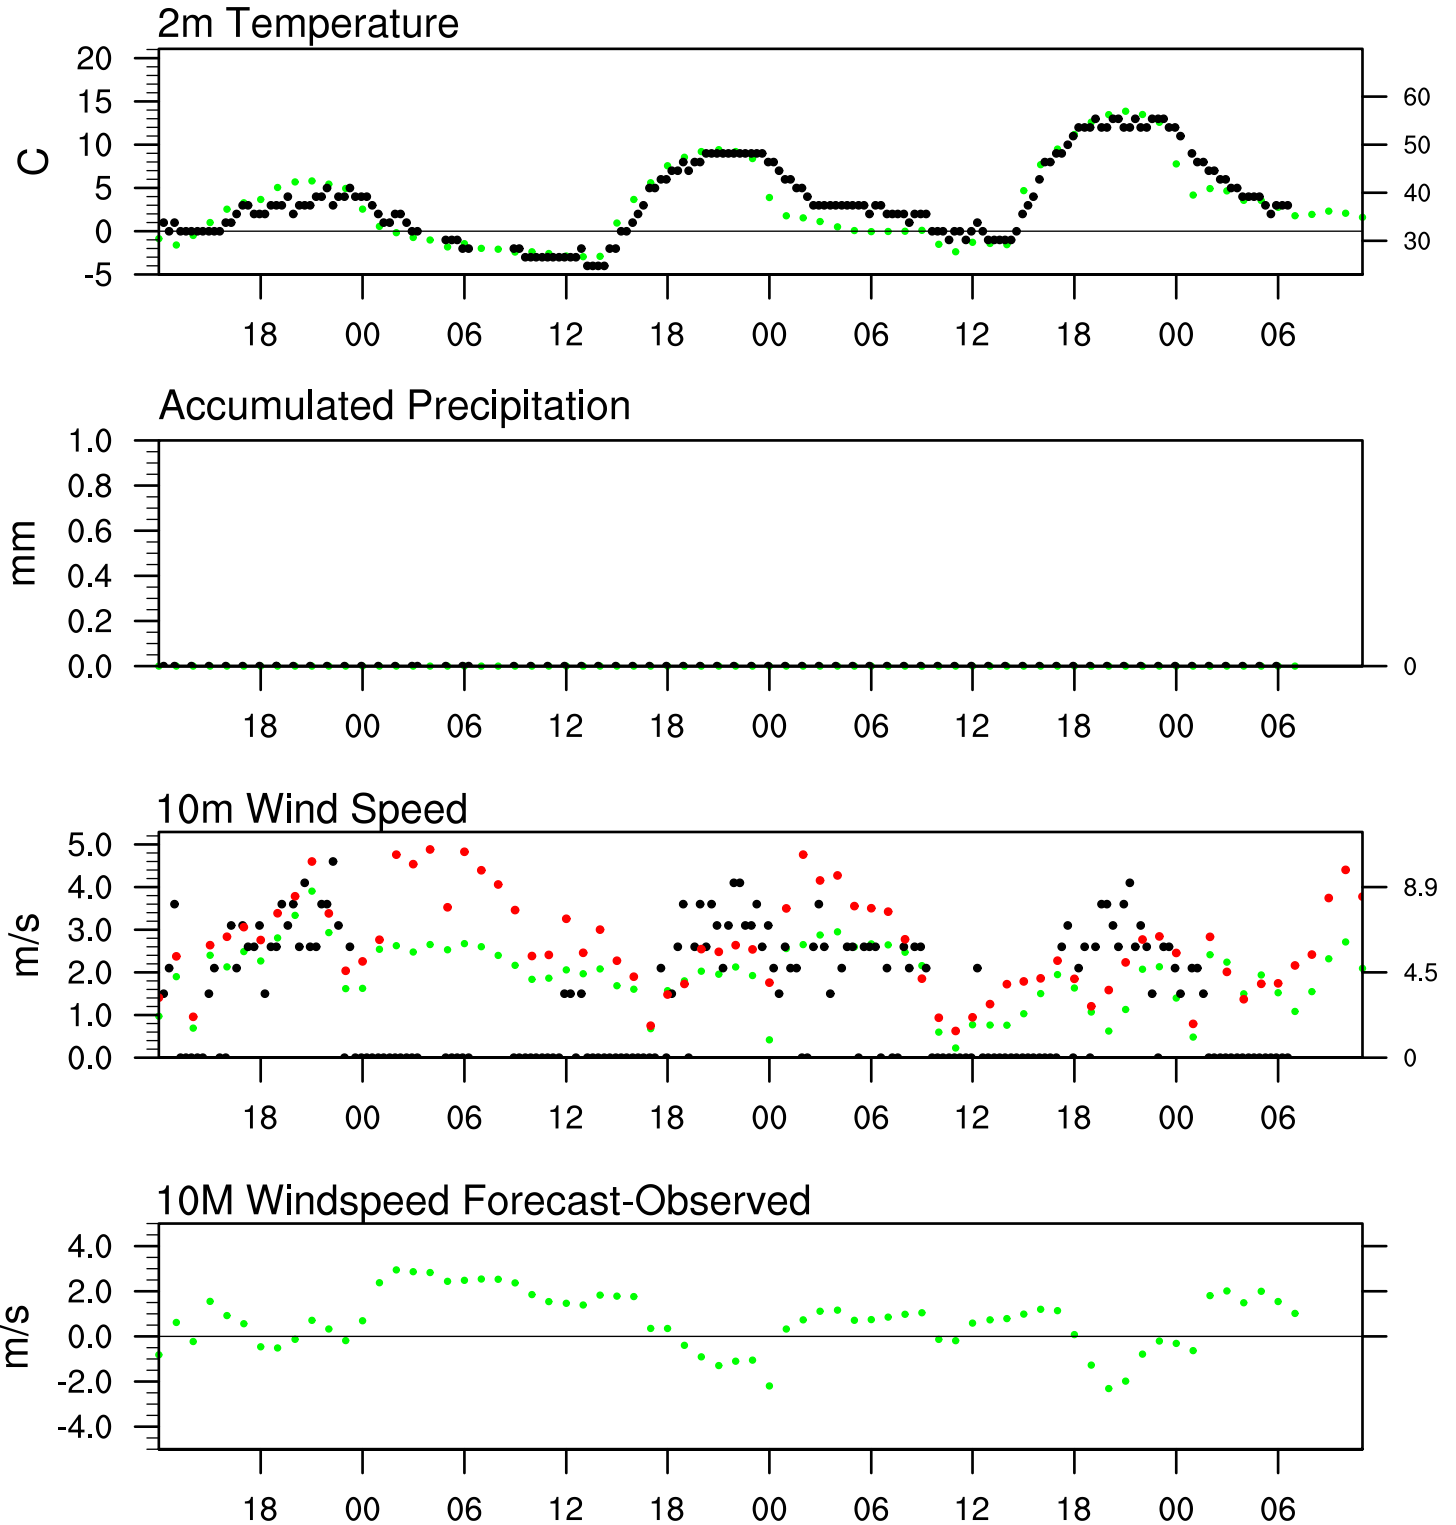 2m Temperature
20
15
10
5
0
-5
C
60
50
40
30
18 00 06 12 18 00 06 12 18 00 06
Accumulated Precipitation
1.0
0.8
0.6
0.4
0.2
0.0
mm
0
18 00 06 12 18 00 06 12 18 00 06
10m Wind Speed
5.0
4.0
3.0
2.0
1.0
0.0
m/s
8.9
4.5
0
18 00 06 12 18 00 06 12 18 00 06
10M Windspeed Forecast-Observed
4.0
2.0
0.0
-2.0
-4.0
m/s
18 00 06 12 18 00 06 12 18 00 06